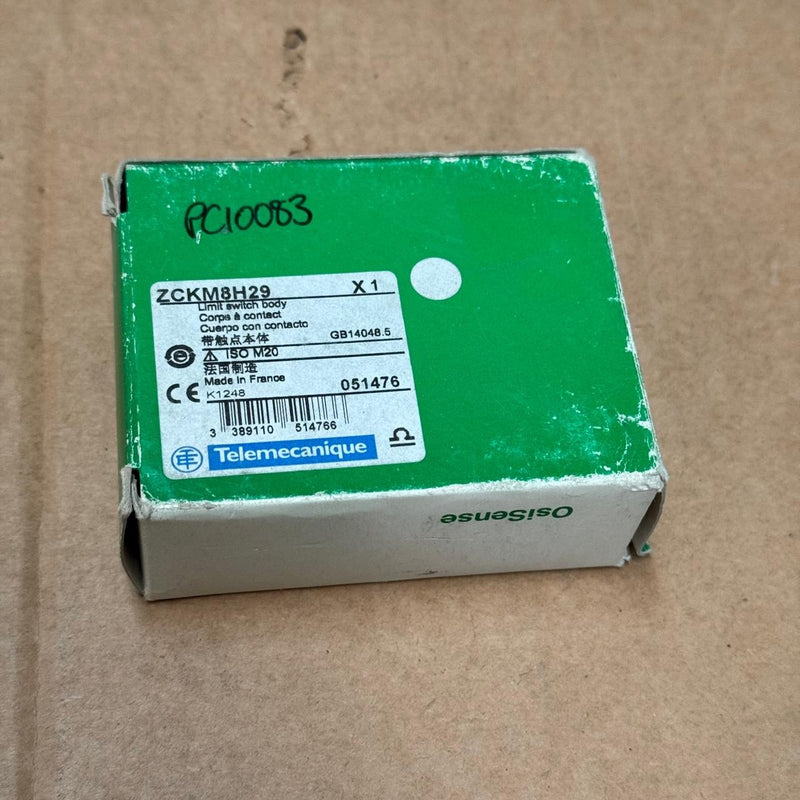 PC10083
ZCKM8H29 X 1
Limit switch body
Corps à contact
Cuerpo con contacto
带触点本体 GB14048.5
ISO M20
法国制造
Made in France
CE K1248 051476
3 389110 514766
Telemecanique
OsiSense